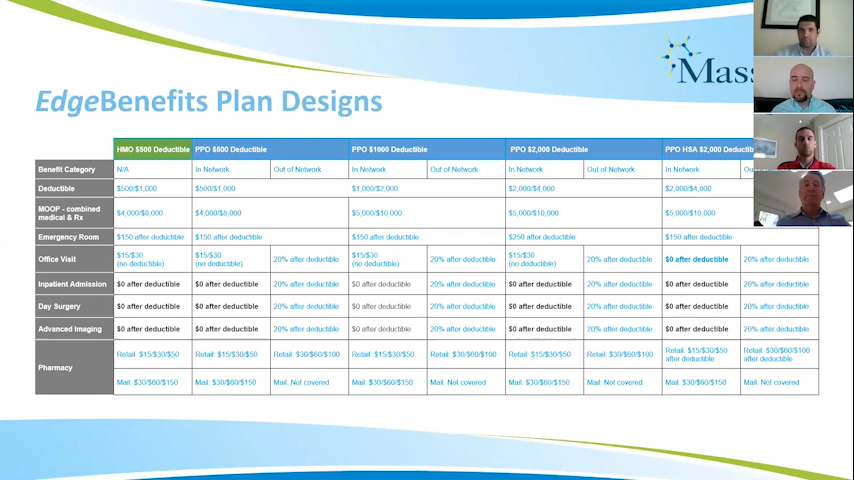 Mass
EdgeBenefits Plan Designs
HMO $500 Deductible PPO $500 Deductible PPO $1000 Deductible PPO $2,000 Deductible PPO HSA $2,000 Deductib
Benefit Category N/A In Network Out of Network In Network Out of Network In Network Out of Network In Network Ou
Deductible $500/$1,000 $500/$1,000 $1,000/$2,000 $2,000/$4,000 $2,000/$4,000
MOOP - combined
medical & Rx $4,000/$8,000 $4,000/$8,000 $5,000/$10,000 $5,000/$10,000 $5,000/$10,000
Emergency Room $150 after deductible $150 after deductible $150 after deductible $250 after deductible $150 after deductible
Office Visit $15/$30 (no deductible) $15/$30 (no deductible) 20% after deductible $15/$30 (no deductible) 20% after deductible $15/$30 (no deductible) 20% after deductible $0 after deductible 20% after deductible
Inpatient Admission $0 after deductible $0 after deductible 20% after deductible $0 after deductible 20% after deductible $0 after deductible 20% after deductible $0 after deductible 20% after deductible
Day Surgery $0 after deductible $0 after deductible 20% after deductible $0 after deductible 20% after deductible $0 after deductible 20% after deductible $0 after deductible 20% after deductible
Advanced Imaging $0 after deductible $0 after deductible 20% after deductible $0 after deductible 20% after deductible $0 after deductible 20% after deductible $0 after deductible 20% after deductible
Pharmacy
Retail: $15/$30/$50 Retail: $15/$30/$50 Retail: $30/$60/$100 Retail: $15/$30/$50 Retail: $30/$60/$100 Retail: $15/$30/$50 Retail: $30/$60/$100 Retail: $15/$30/$50 after deductible Retail: $30/$60/$100 after deductible
Mail: $30/$60/$150 Mail: $30/$60/$150 Mail: Not covered Mail: $30/$60/$150 Mail: Not covered Mail: $30/$60/$150 Mail: Not covered Mail: $30/$60/$150 Mail: Not covered